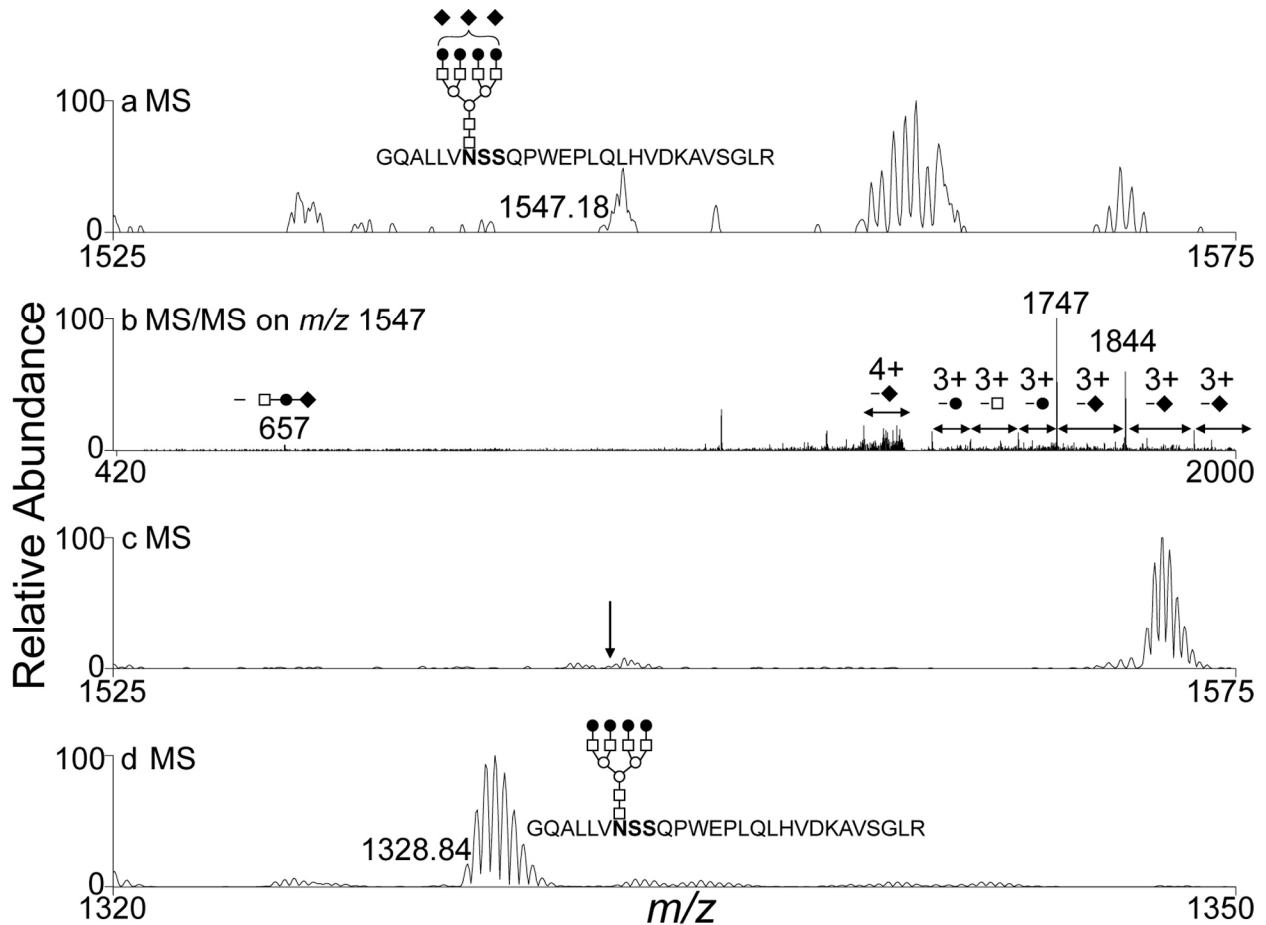 100 a MS
GQALLVNSSQPWEPLQLHVDKAVSGLR
1547.18
0
1525 1575
Relative Abundance
100 b MS/MS on m/z 1547
1747
1844
4+ 3+ 3+ 3+ 3+ 3+ 3+
657
0
420 2000
100 c MS
0
1525 1575
100 d MS
GQALLVNSSQPWEPLQLHVDKAVSGLR
1328.84
0
1320 m/z 1350